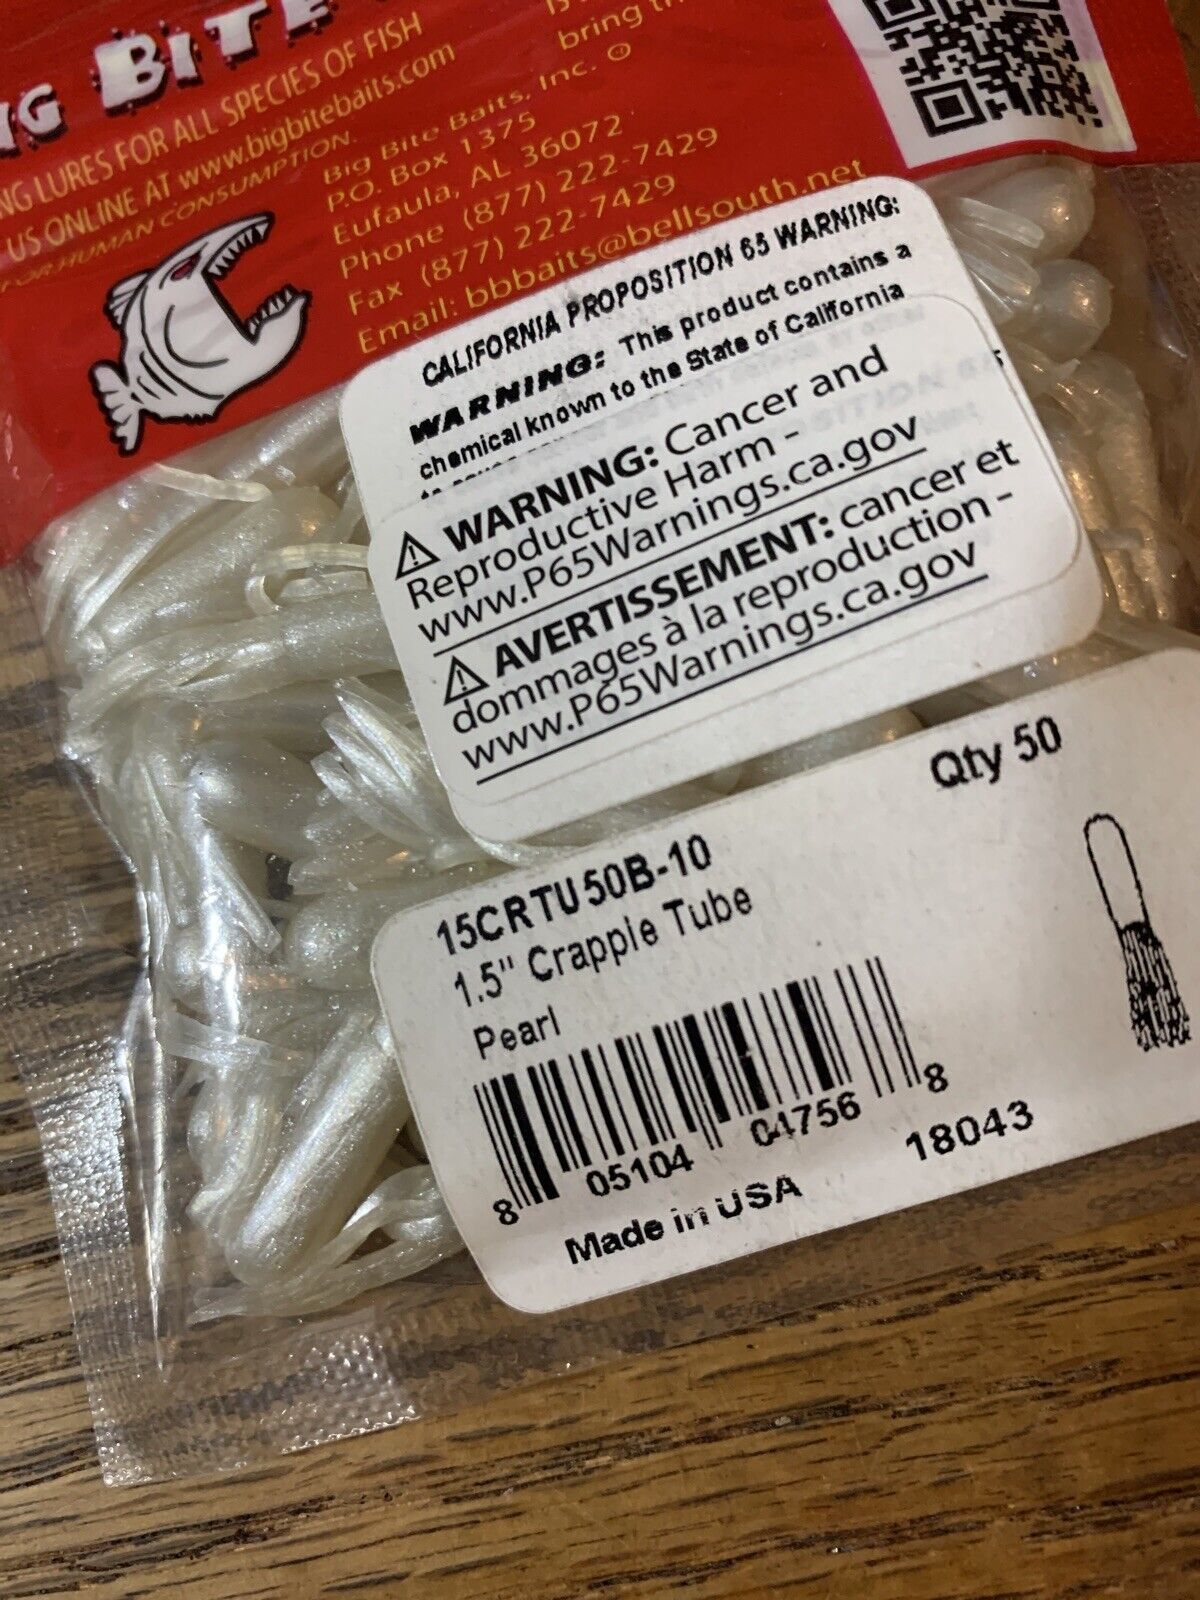 BITE
NG LURES FOR ALL SPECIES OF FISH
US ONLINE AT www.bigbitebaits.com
FOR HUMAN CONSUMPTION.
bring th
Big Bite Baits, Inc. ©
P.O. Box 1375
Eufaula, AL 36072
Phone (877) 222-7429
Fax (877) 222-7429
Email: bbbaits@bellsouth.net
CALIFORNIA PROPOSITION 65 WARNING:
WARNING: This product contains a
chemical known to the State of California
⚠ WARNING: Cancer and
Reproductive Harm -
www.P65Warnings.ca.gov
⚠ AVERTISSEMENT: cancer et
dommages à la reproduction -
www.P65Warnings.ca.gov
Qty 50
15CRTU50B-10
1.5" Crappie Tube
Pearl
8 05104 04756 8
Made in USA
18043